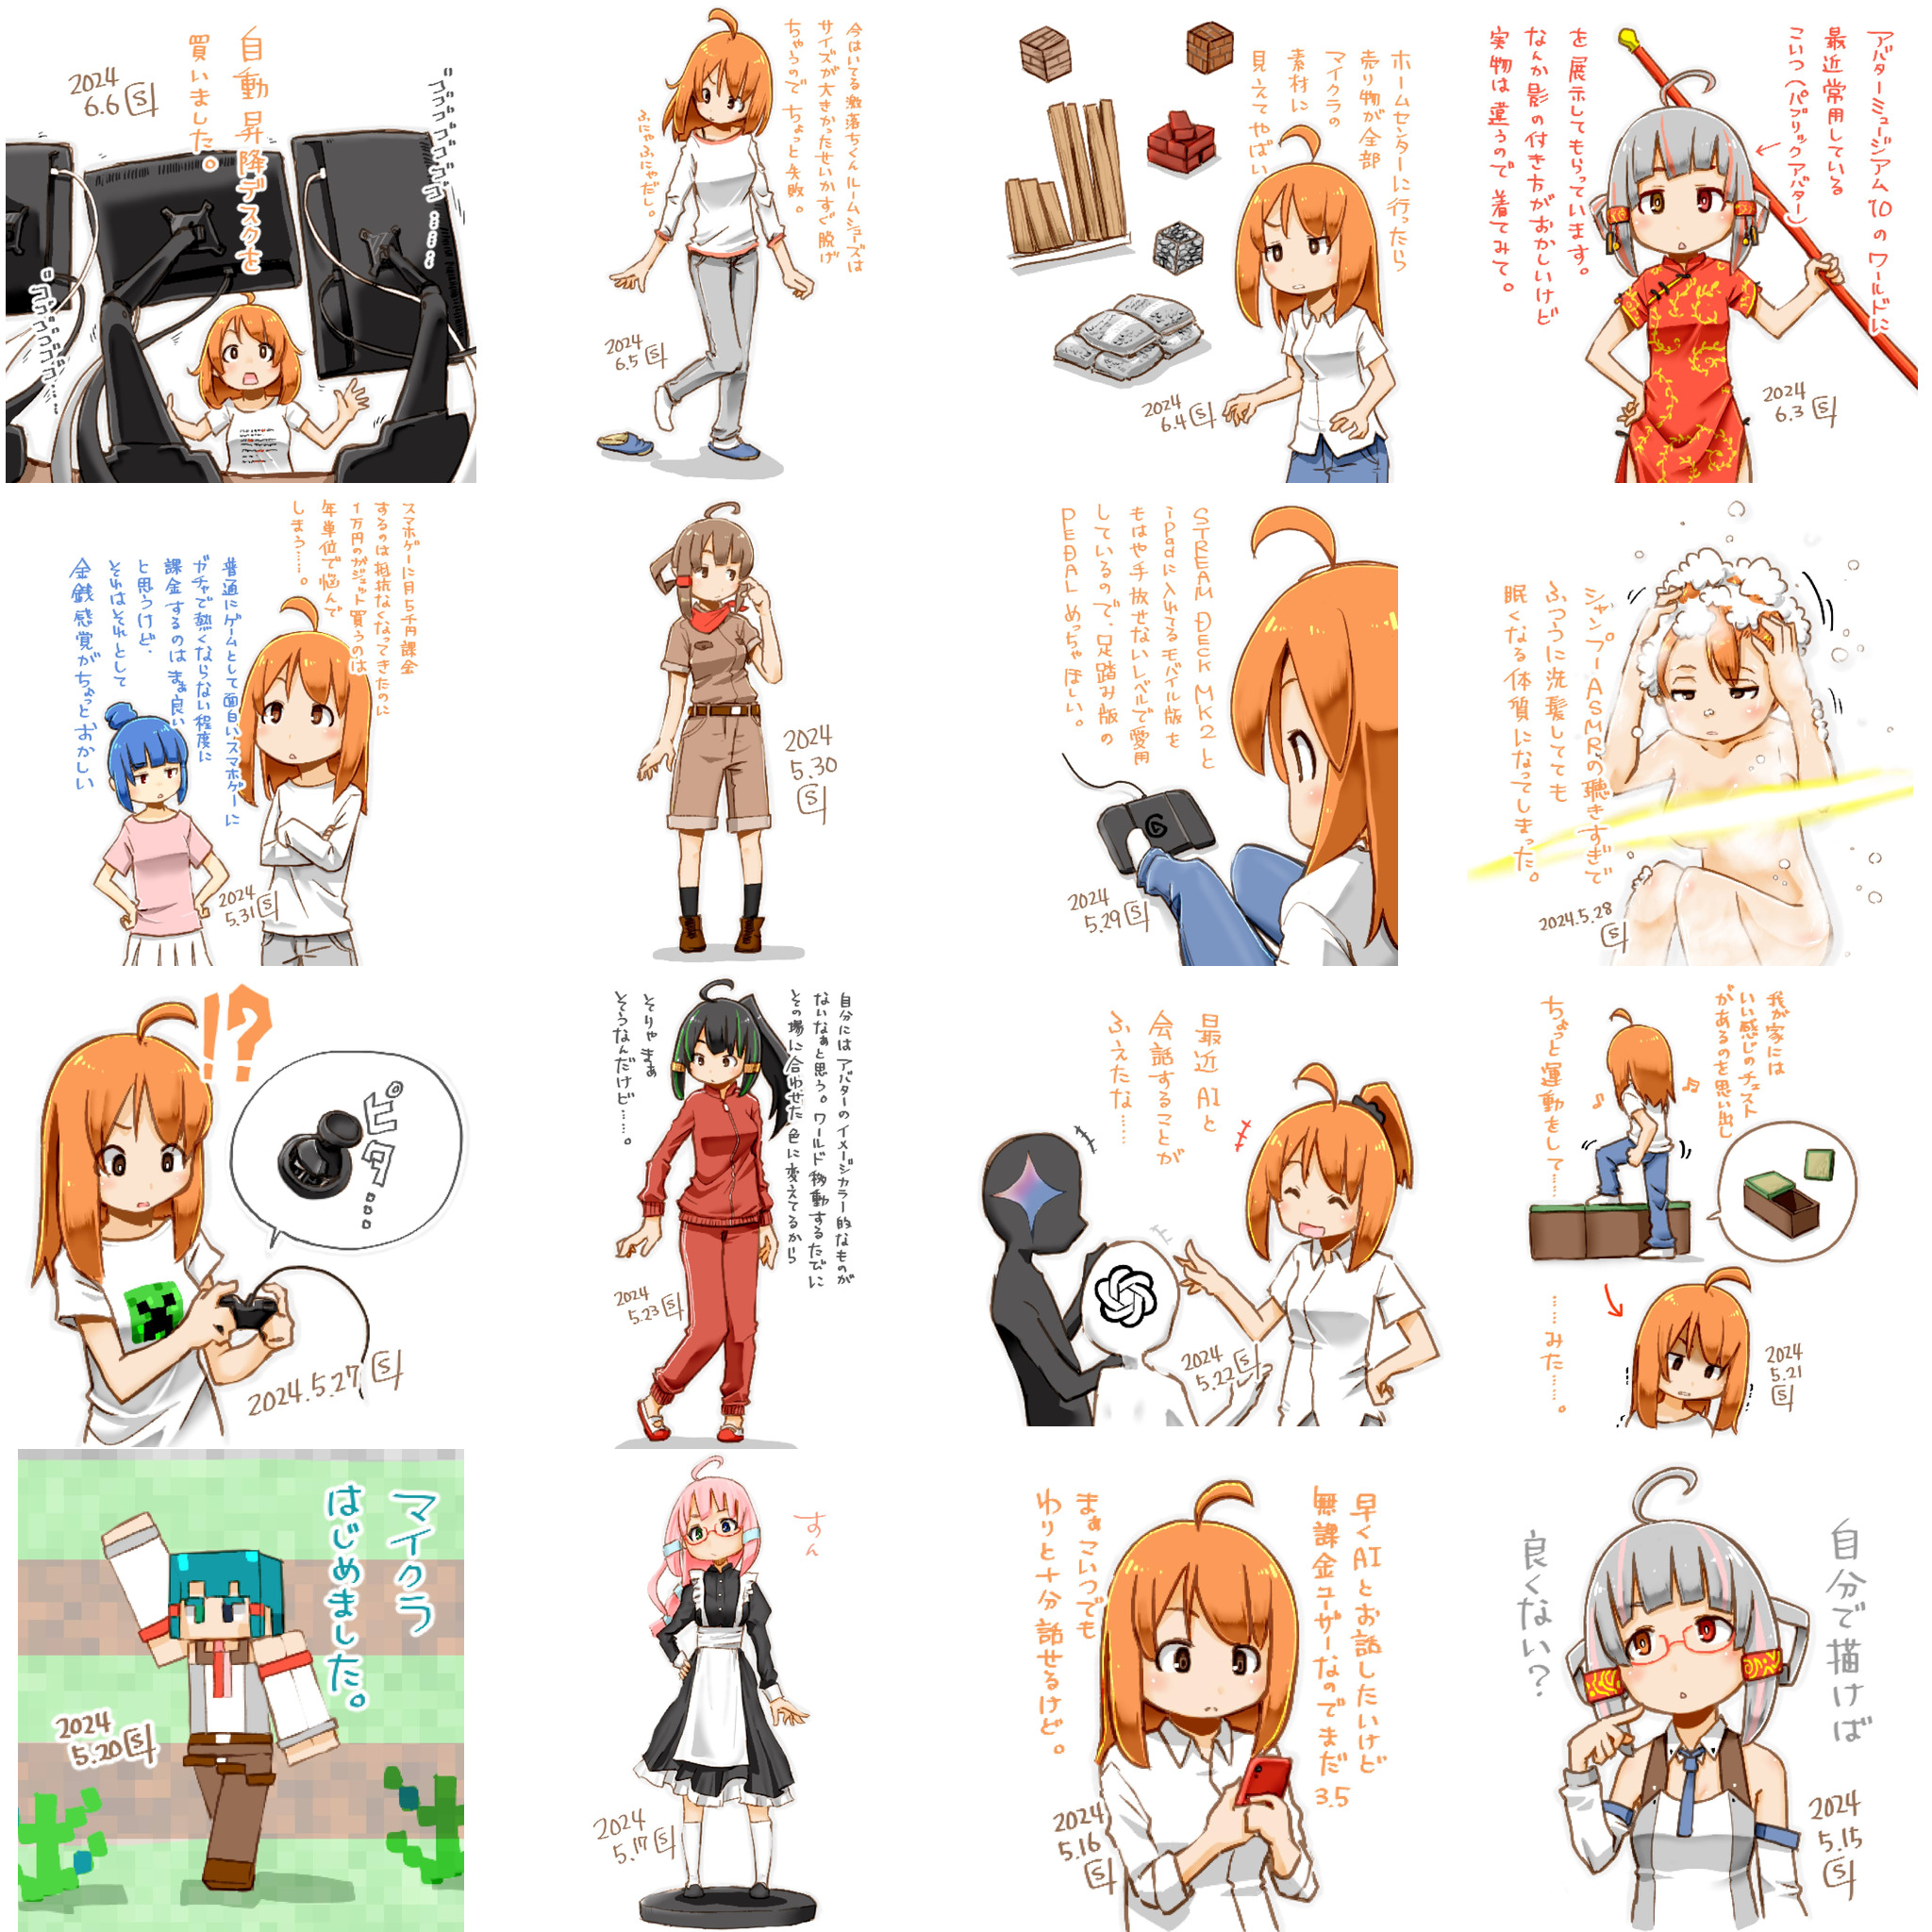 自動昇降デスクを
買いました。
ゴゴゴゴゴゴゴゴ……
ゴゴゴゴゴゴゴ…
2024
6.6 S
今はいてる激落ちくんルームシューズは
サイズが大きかったせいかすぐ脱げ
ちゃうのでちょっと失敗。
ふにゃふにゃだし。
2024
6.5 S
ホームセンターに行ったら
売り物が全部
マイクラの
素材に
見えてやばい
2024
6.4 S
アバターミュージアム10のワールドに
最近常用している
こいつ(パブリックアバター)
を展示してもらっています。
なんか影の付き方がおかしいけど
実物は違うので着てみて。
2024
6.3 S
スマホゲーに月5千円課金
するのは抵抗なくなってきたのに
1万円のガジェット買うのは
年単位で悩んで
しまう……。
普通にゲームとして面白いスマホゲーに
ガチャで熱くならない程度に
課金するのはまぁ良い
と思うけど、
それはそれとして
金銭感覚がちょっとおかしい
2024
5.31 S
2024
5.30
S
STREAM DECK MK2と
iPadに入れてるモバイル版を
もはや手放せないレベルで愛用
しているので、足踏み版の
PEDALめっちゃほしい。
2024
5.29 S
シャンプーASMRの聴きすぎで
ふつうに洗髪してても
眠くなる体質になってしまった。
2024.5.28
S
!?
ピタ…。。。
2024.5.27 S
自分にはアバターのイメージカラー的なものが
ないなぁと思う。ワールド移動するたびに
その場に合わせた色に変えてるから
そりゃまぁ
そうなんだけど……。
2024
5.23 S
最近AIと
会話することが
ふえたな……
2024
5.22 S
我が家には
いい感じのチェスト
があるのを思い出し
ちょっと運動をして……
……みた……。
2024
5.21
S
マイクラ
はじめました。
2024
5.20 S
すん
2024
5.17 S
早くAIとお話したいけど
無課金ユーザーなのでまだ3.5
まぁこいつでも
わりと十分話せるけど。
2024
5.16
S
自分で描けば
良くない?
2024
5.15
S